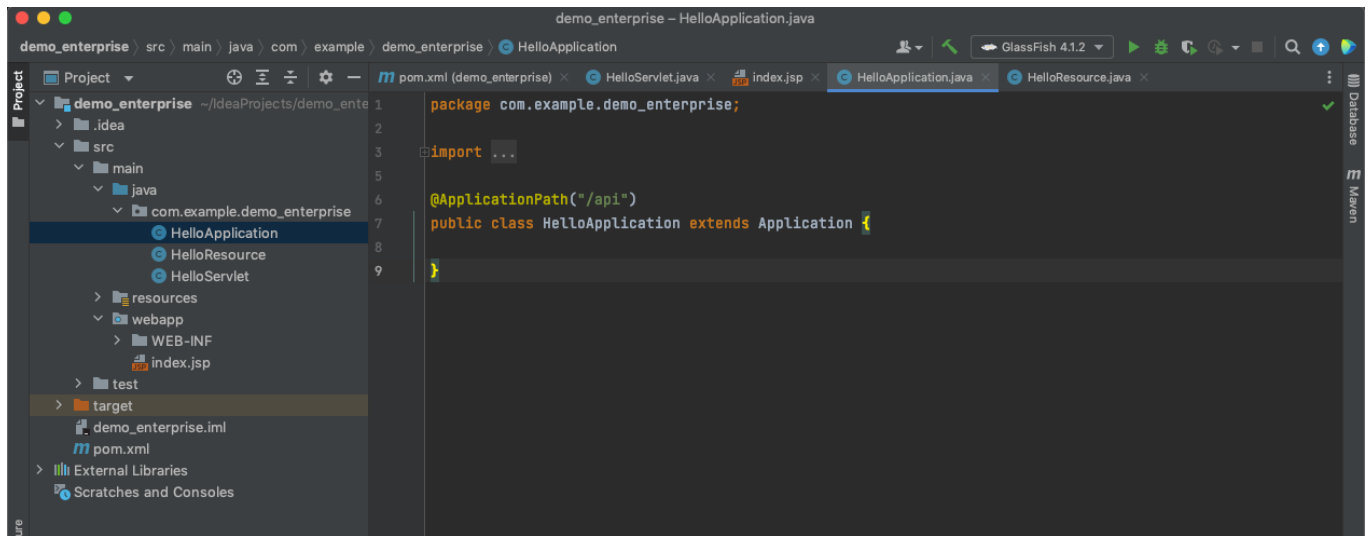 demo_enterprise – HelloApplication.java
demo_enterprise 〉 src 〉 main 〉 java 〉 com 〉 example 〉 demo_enterprise 〉 HelloApplication
GlassFish 4.1.2
Project
Project
pom.xml (demo_enterprise)
HelloServlet.java
index.jsp
HelloApplication.java
HelloResource.java
demo_enterprise ~/IdeaProjects/demo_ente
.idea
src
main
java
com.example.demo_enterprise
HelloApplication
HelloResource
HelloServlet
resources
webapp
WEB-INF
index.jsp
test
target
demo_enterprise.iml
pom.xml
External Libraries
Scratches and Consoles
ure
1 package com.example.demo_enterprise;
2
3 import ...
5
6 @ApplicationPath("/api")
7 public class HelloApplication extends Application {
8
9 }
Database
m Maven